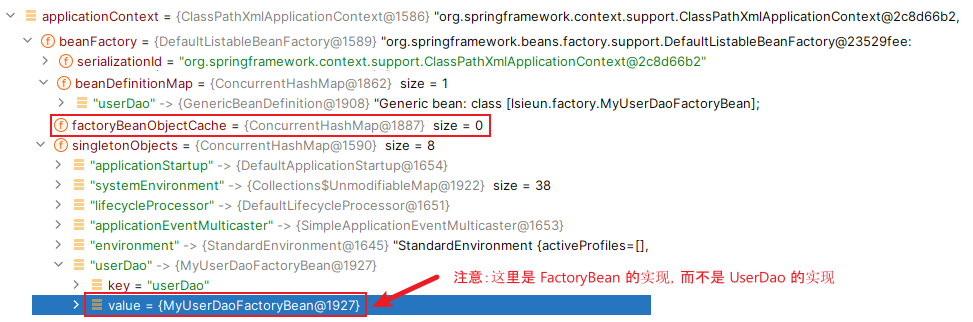 applicationContext = {ClassPathXmlApplicationContext@1586} "org.springframework.context.support.ClassPathXmlApplicationContext@2c8d66b2,
beanFactory = {DefaultListableBeanFactory@1589} "org.springframework.beans.factory.support.DefaultListableBeanFactory@23529fee:
serializationId = "org.springframework.context.support.ClassPathXmlApplicationContext@2c8d66b2"
beanDefinitionMap = {ConcurrentHashMap@1862} size = 1
"userDao" -> {GenericBeanDefinition@1908} "Generic bean: class [lsieun.factory.MyUserDaoFactoryBean];
factoryBeanObjectCache = {ConcurrentHashMap@1887} size = 0
singletonObjects = {ConcurrentHashMap@1590} size = 8
"applicationStartup" -> {DefaultApplicationStartup@1654}
"systemEnvironment" -> {Collections$UnmodifiableMap@1922} size = 38
"lifecycleProcessor" -> {DefaultLifecycleProcessor@1651}
"applicationEventMulticaster" -> {SimpleApplicationEventMulticaster@1653}
"environment" -> {StandardEnvironment@1645} "StandardEnvironment {activeProfiles=[],
"userDao" -> {MyUserDaoFactoryBean@1927}
注意:这里是 FactoryBean 的实现, 而不是 UserDao 的实现
key = "userDao"
value = {MyUserDaoFactoryBean@1927}